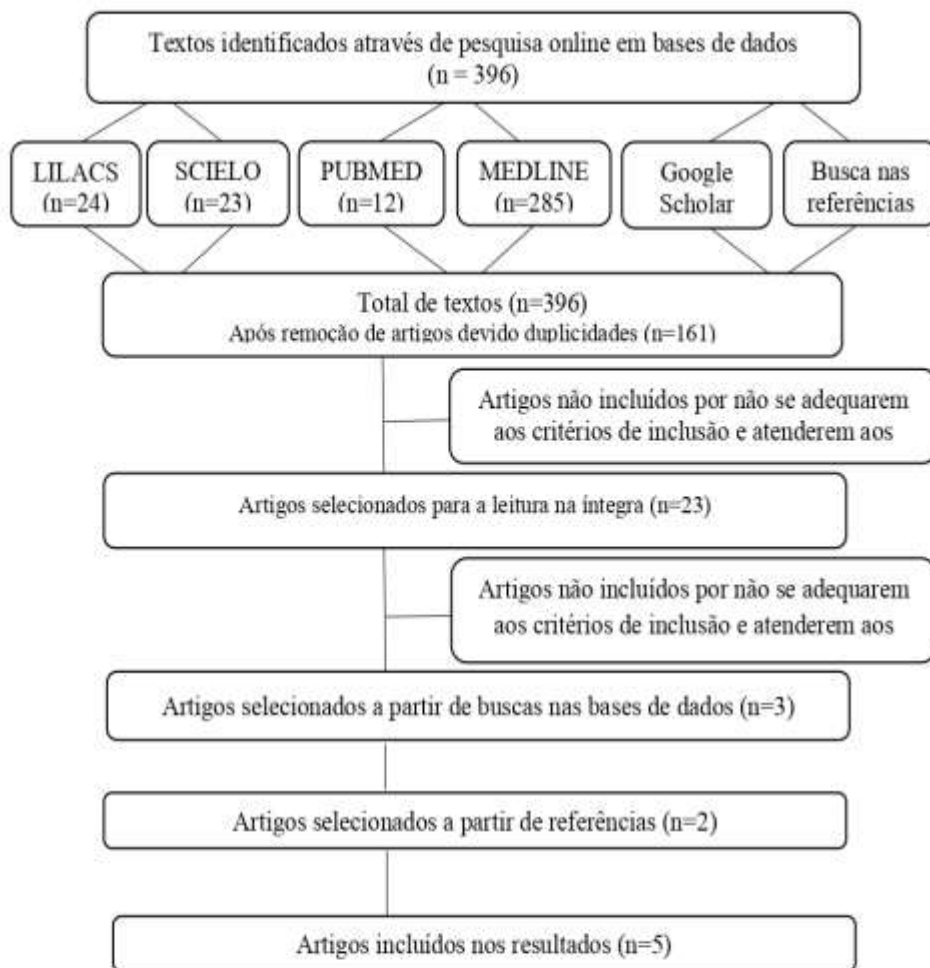 Textos identificados através de pesquisa online em bases de dados
(n = 396)
LILACS
(n=24)
SCIELO
(n=23)
PUBMED
(n=12)
MEDLINE
(n=285)
Google
Scholar
Busca nas
referências
Total de textos (n=396)
Após remoção de artigos devido duplicidades (n=161)
Artigos não incluídos por não se adequarem
aos critérios de inclusão e atenderem aos
Artigos selecionados para a leitura na íntegra (n=23)
Artigos não incluídos por não se adequarem
aos critérios de inclusão e atenderem aos
Artigos selecionados a partir de buscas nas bases de dados (n=3)
Artigos selecionados a partir de referências (n=2)
Artigos incluídos nos resultados (n=5)